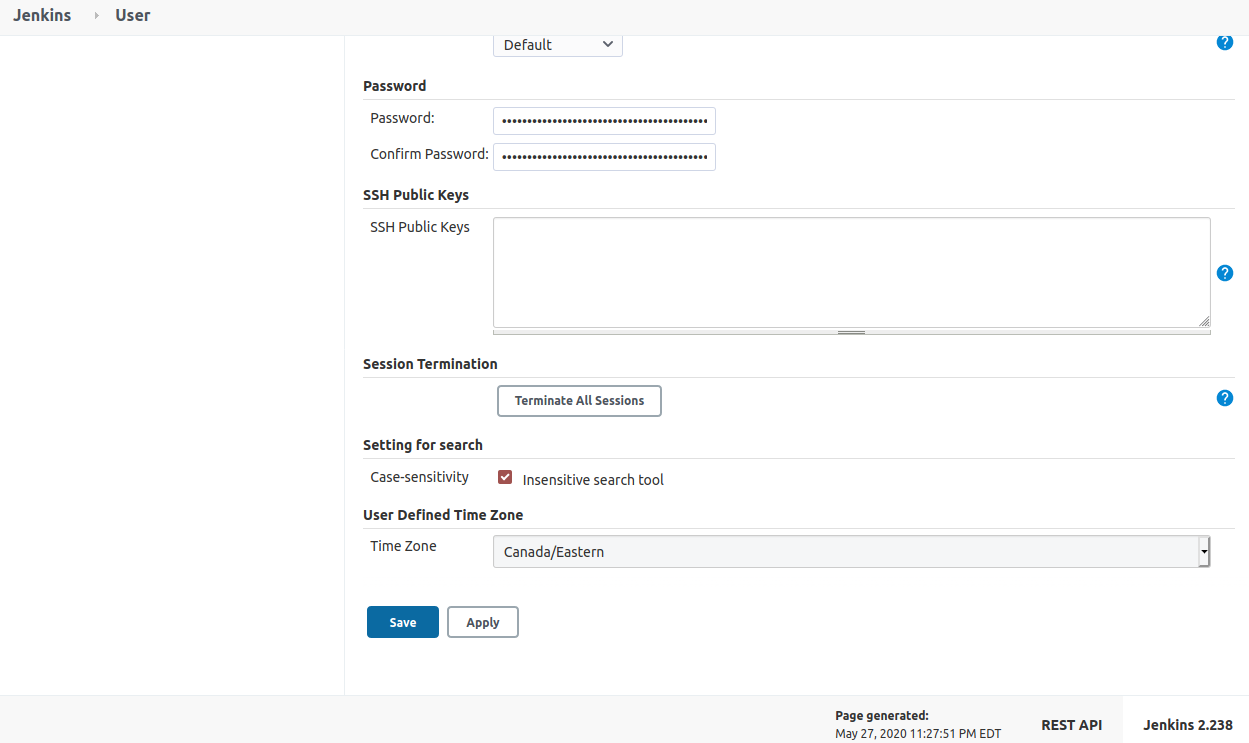 Jenkins User
Default
?
Password
Password:
••••••••••••••••••••••••••••••••••••••••
Confirm Password:
••••••••••••••••••••••••••••••••••••••••
SSH Public Keys
SSH Public Keys
?
Session Termination
Terminate All Sessions
?
Setting for search
Case-sensitivity
Insensitive search tool
User Defined Time Zone
Time Zone
Canada/Eastern
Save Apply
Page generated:
May 27, 2020 11:27:51 PM EDT
REST API
Jenkins 2.238